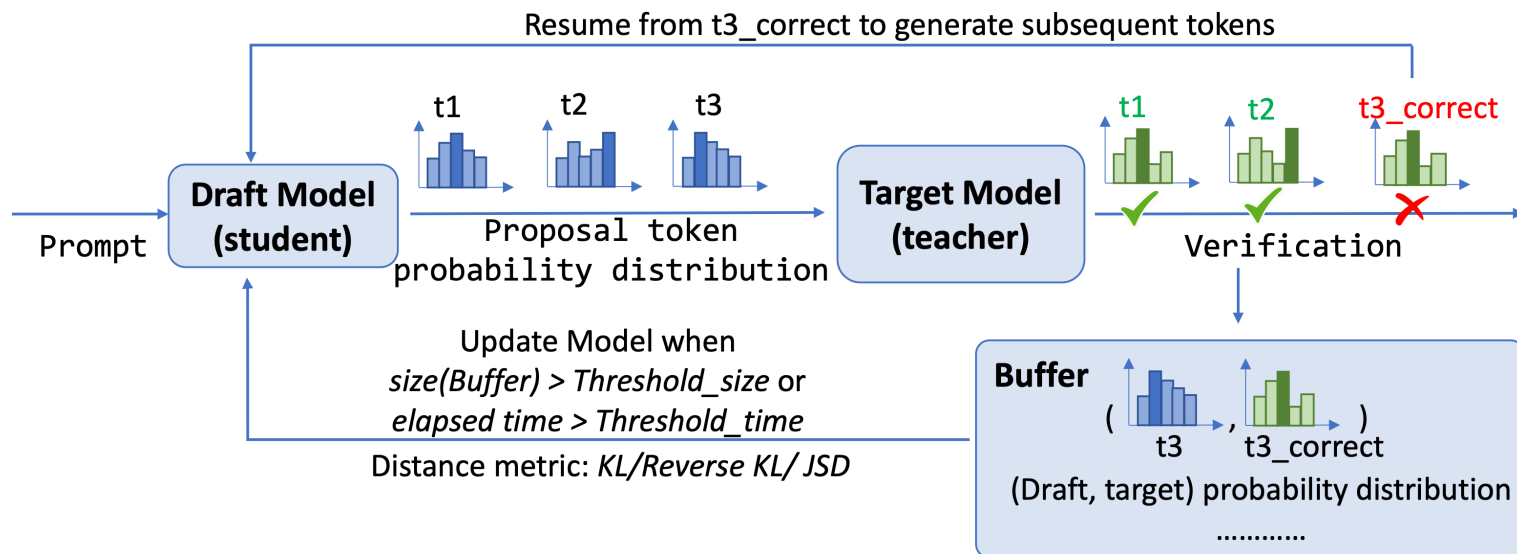 Resume from t3_correct to generate subsequent tokens
t1
t2
t3
t1
t2
t3_correct
Draft Model
(student)
Target Model
(teacher)
Prompt
Proposal token
probability distribution
Verification
Update Model when
size(Buffer) > Threshold_size or
elapsed time > Threshold_time
Distance metric: KL/Reverse KL/ JSD
Buffer
( , )
t3
t3_correct
(Draft, target) probability distribution
…………